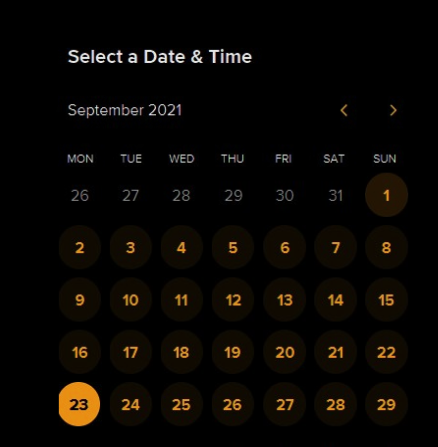 Select a Date & Time
September 2021
MON TUE WED THU FRI SAT SUN
26 27 28 29 30 31 1
2 3 4 5 6 7 8
9 10 11 12 13 14 15
16 17 18 19 20 21 22
23 24 25 26 27 28 29